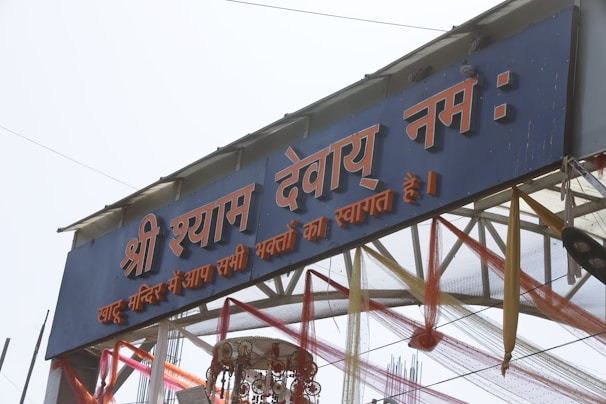 श्री श्याम देवाय् नम:
खाटू मन्दिर में आप सभी भक्तों का स्वागत है।